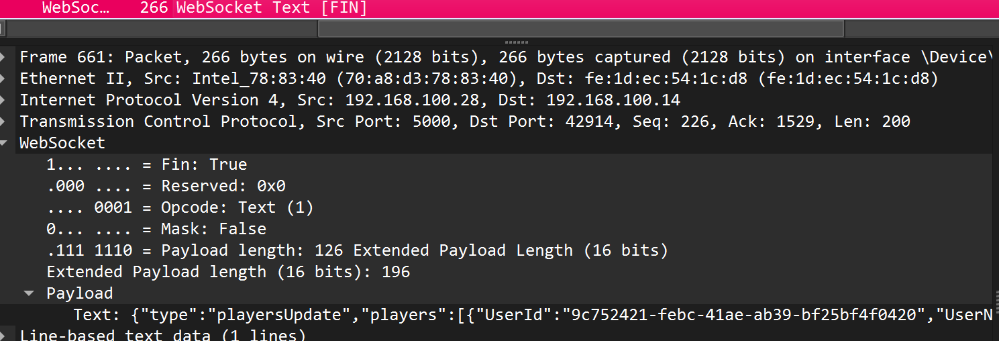 WebSoc… 266 WebSocket Text [FIN]
Frame 661: Packet, 266 bytes on wire (2128 bits), 266 bytes captured (2128 bits) on interface \Device\
Ethernet II, Src: Intel_78:83:40 (70:a8:d3:78:83:40), Dst: fe:1d:ec:54:1c:d8 (fe:1d:ec:54:1c:d8)
Internet Protocol Version 4, Src: 192.168.100.28, Dst: 192.168.100.14
Transmission Control Protocol, Src Port: 5000, Dst Port: 42914, Seq: 226, Ack: 1529, Len: 200
WebSocket
1... .... = Fin: True
.000 .... = Reserved: 0x0
.... 0001 = Opcode: Text (1)
0... .... = Mask: False
.111 1110 = Payload length: 126 Extended Payload Length (16 bits)
Extended Payload length (16 bits): 196
Payload
Text: {"type":"playersUpdate","players":[{"UserId":"9c752421-febc-41ae-ab39-bf25bf4f0420","UserN
Line-based text data (1 lines)